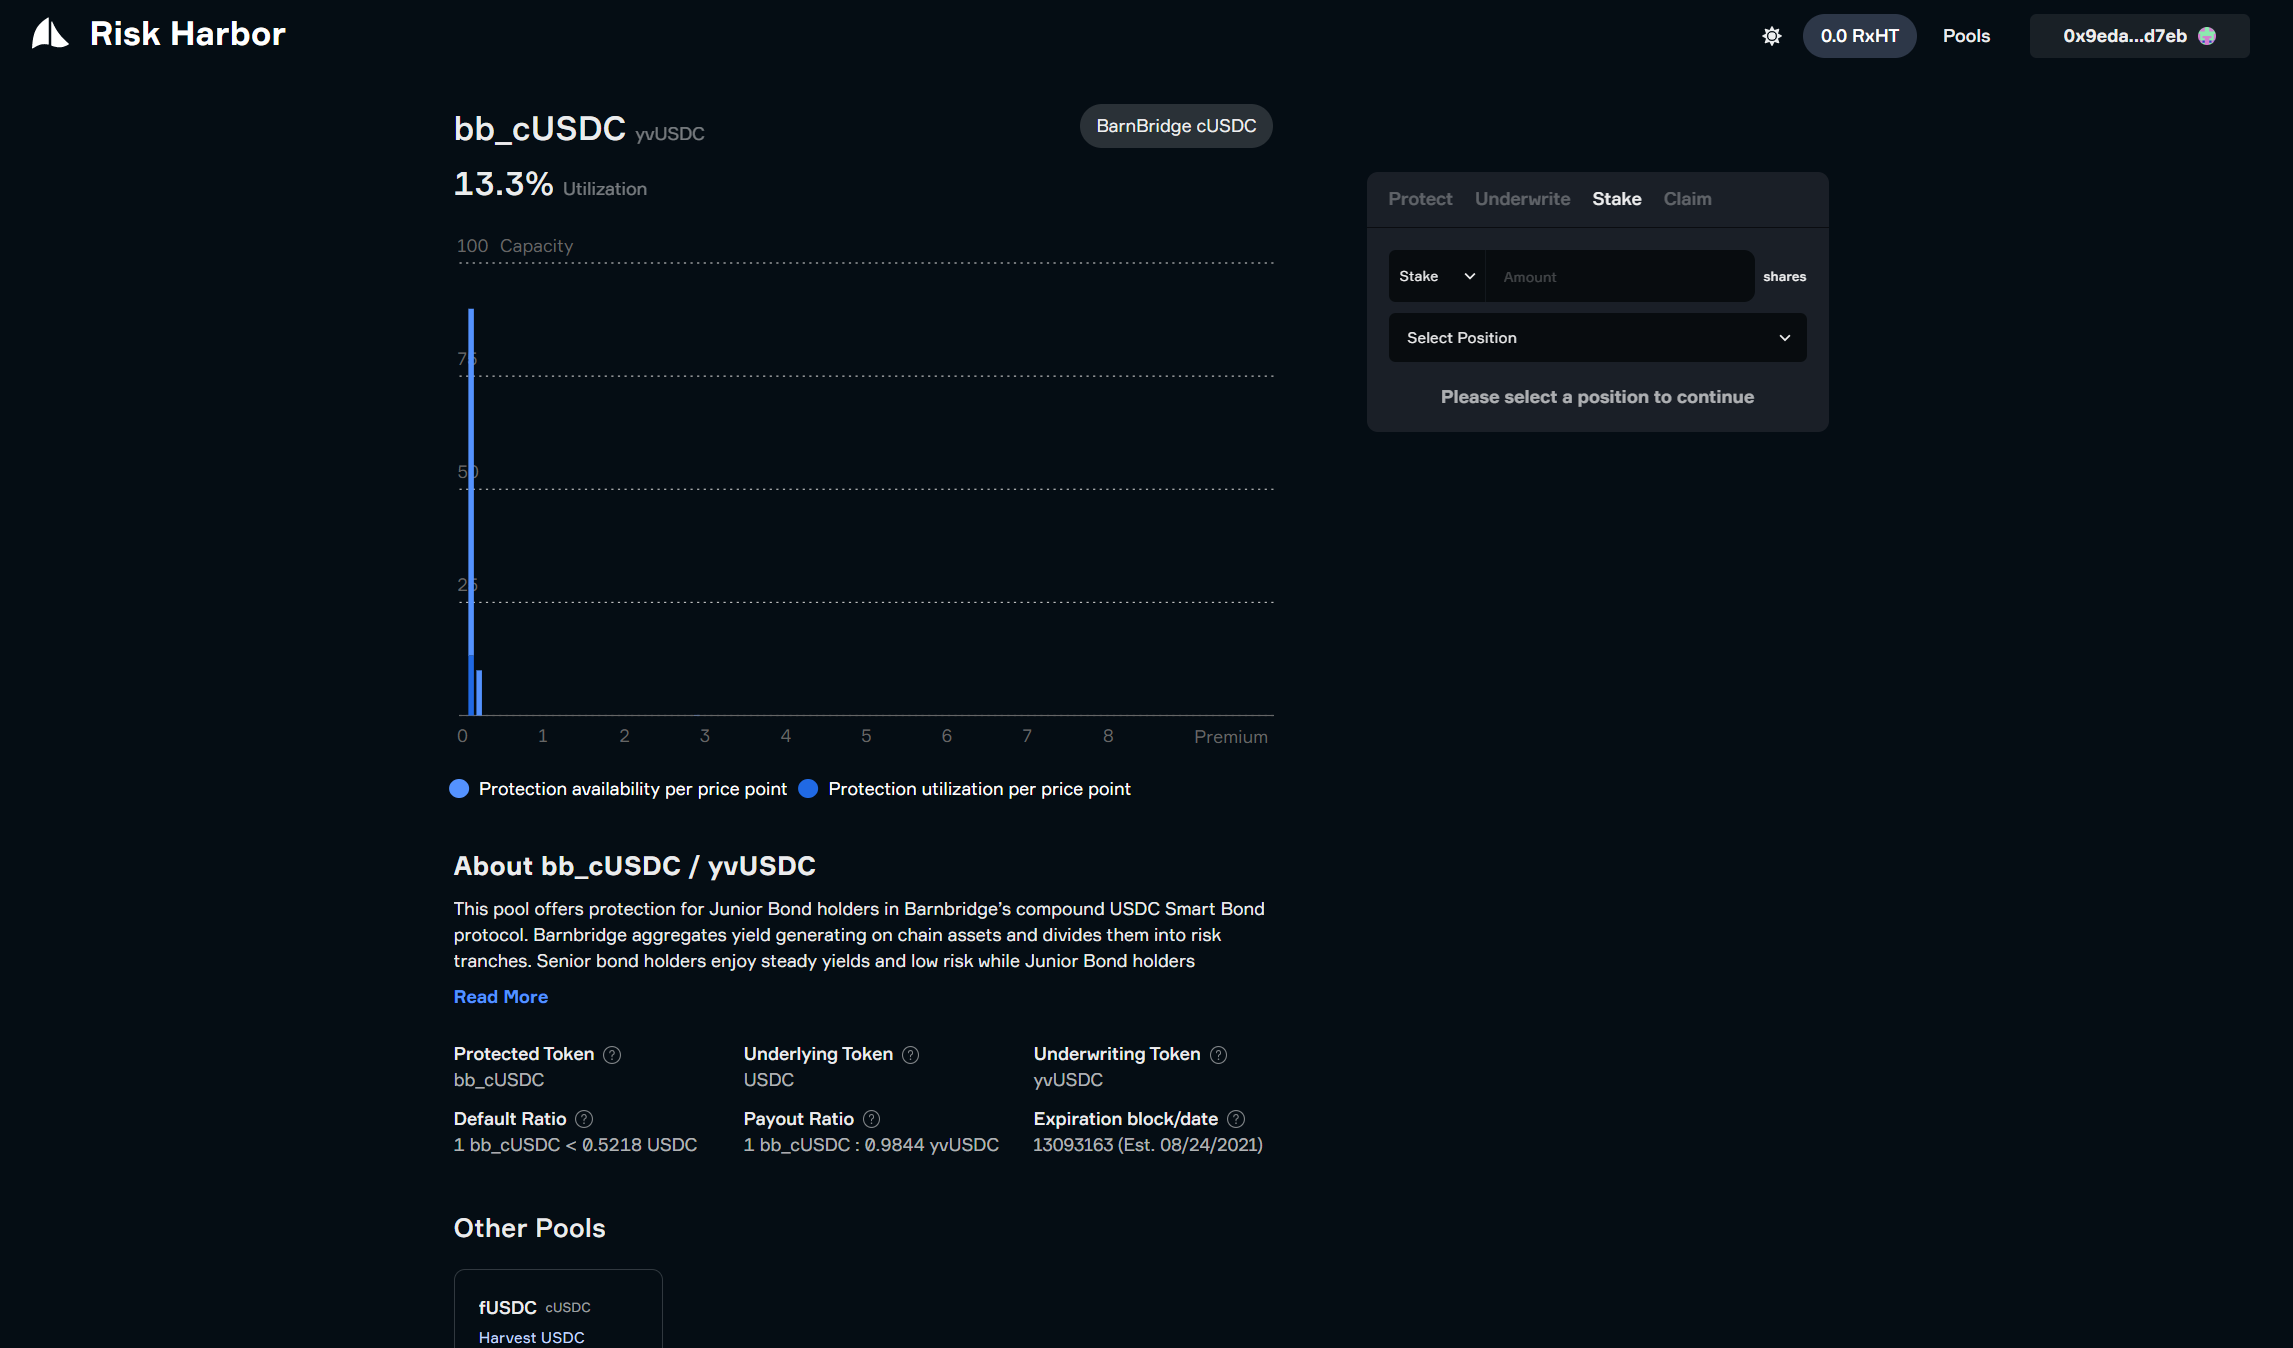 Risk Harbor
0.0 RxHT
Pools
0x9eda...d7eb
bb_cUSDC yvUSDC
BarnBridge cUSDC
13.3% Utilization
100 Capacity
75
50
25
0 1 2 3 4 5 6 7 8 Premium
Protection availability per price point
Protection utilization per price point
Protect Underwrite Stake Claim
Stake
Amount
shares
Select Position
Please select a position to continue
About bb_cUSDC / yvUSDC
This pool offers protection for Junior Bond holders in Barnbridge’s compound USDC Smart Bond
protocol. Barnbridge aggregates yield generating on chain assets and divides them into risk
tranches. Senior bond holders enjoy steady yields and low risk while Junior Bond holders
Read More
Protected Token ?
bb_cUSDC
Underlying Token ?
USDC
Underwriting Token ?
yvUSDC
Default Ratio ?
1 bb_cUSDC < 0.5218 USDC
Payout Ratio ?
1 bb_cUSDC : 0.9844 yvUSDC
Expiration block/date ?
13093163 (Est. 08/24/2021)
Other Pools
fUSDC cUSDC
Harvest USDC